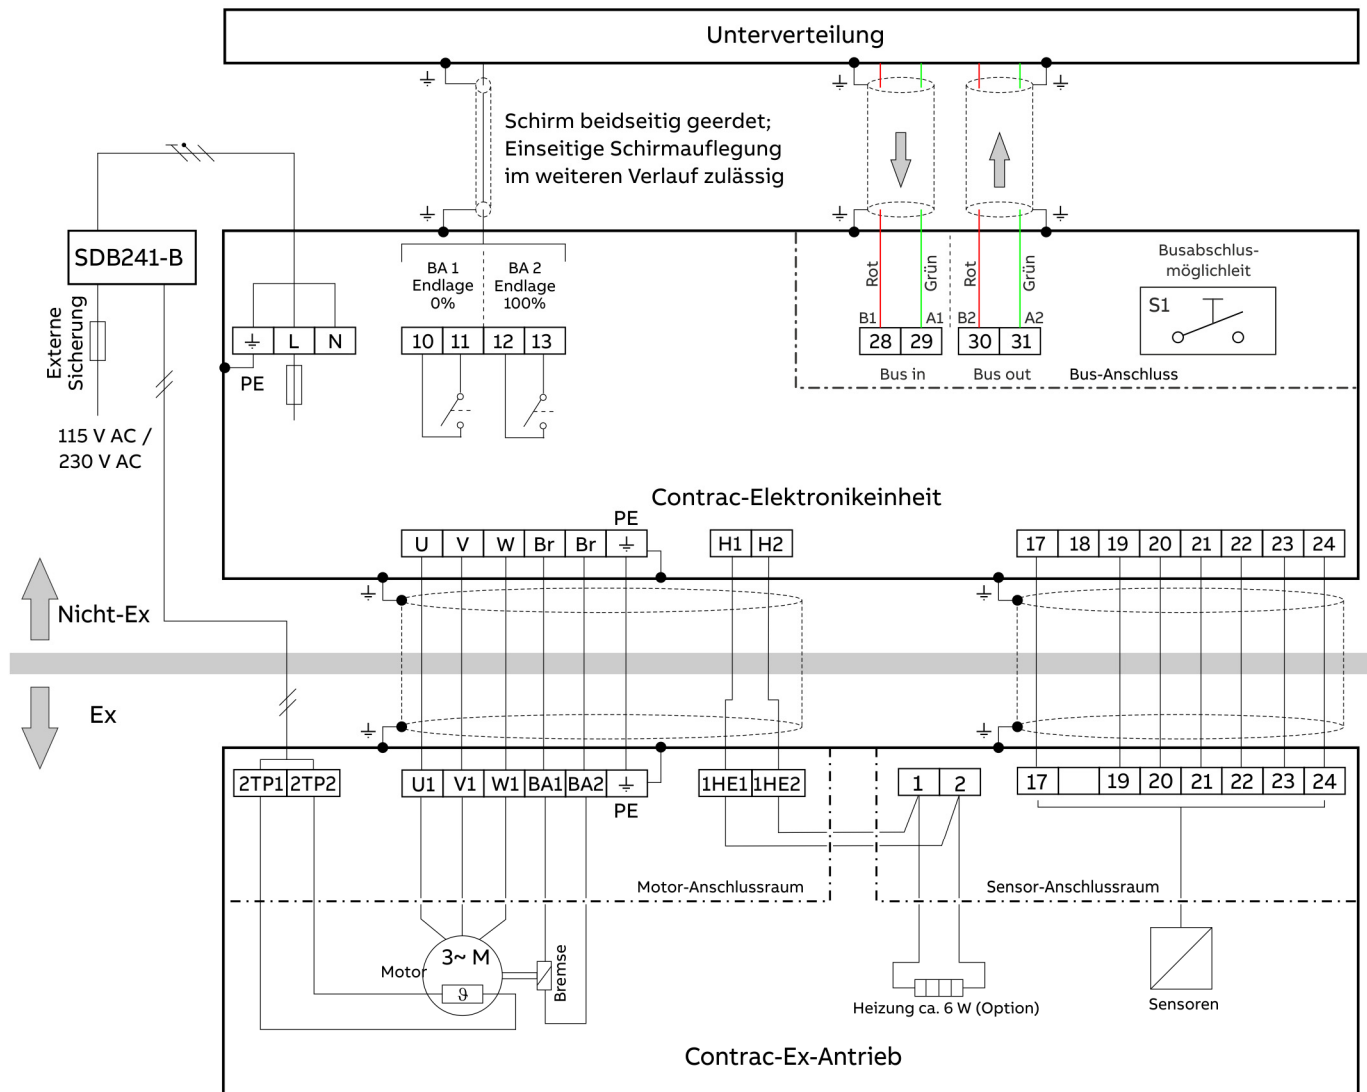 Unterverteilung
Schirm beidseitig geerdet;
Einseitige Schirmauflegung
im weiteren Verlauf zulässig
SDB241-B
Externe
Sicherung
115 V AC /
230 V AC
L N
PE
BA 1
Endlage
0%
BA 2
Endlage
100%
10 11 12 13
Rot
Grün
Rot
Grün
B1 A1 B2 A2
28 29 30 31
Bus in
Bus out
Bus-Anschluss
Busabschlus-
möglichleit
S1
Contrac-Elektronikeinheit
PE
U V W Br Br
H1 H2
17 18 19 20 21 22 23 24
Nicht-Ex
Ex
2TP1 2TP2
U1 V1 W1 BA1 BA2
PE
1HE1 1HE2
1 2
17 19 20 21 22 23 24
Motor-Anschlussraum
Sensor-Anschlussraum
3~ M
Motor
ϑ
Bremse
Heizung ca. 6 W (Option)
Sensoren
Contrac-Ex-Antrieb